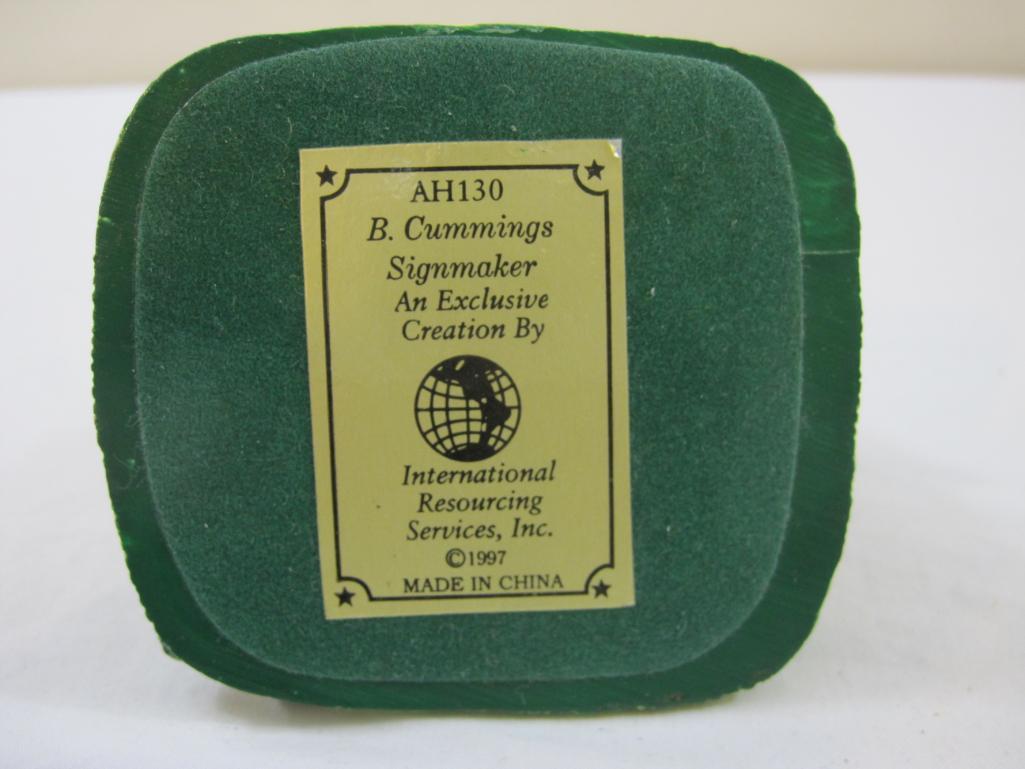 AH130
B. Cummings
Signmaker
An Exclusive
Creation By
International
Resourcing
Services, Inc.
©1997
MADE IN CHINA